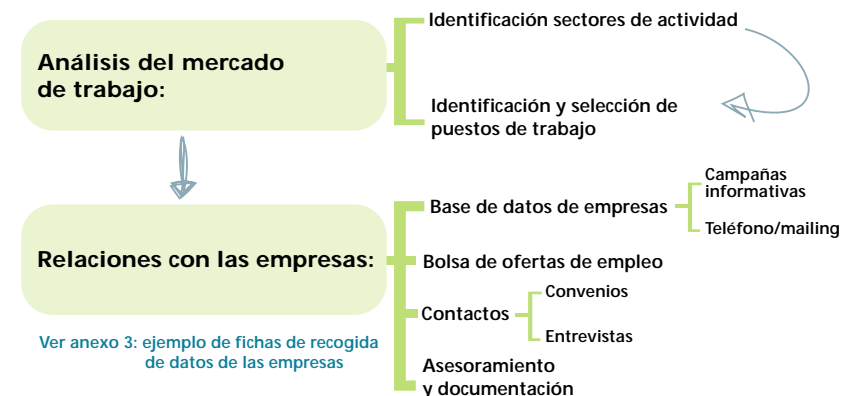 Análisis del mercado
de trabajo:
Identificación sectores de actividad
Identificación y selección de
puestos de trabajo
Relaciones con las empresas:
Base de datos de empresas
Campañas
informativas
Teléfono/mailing
Bolsa de ofertas de empleo
Contactos
Convenios
Entrevistas
Asesoramiento
y documentación
Ver anexo 3: ejemplo de fichas de recogida
de datos de las empresas